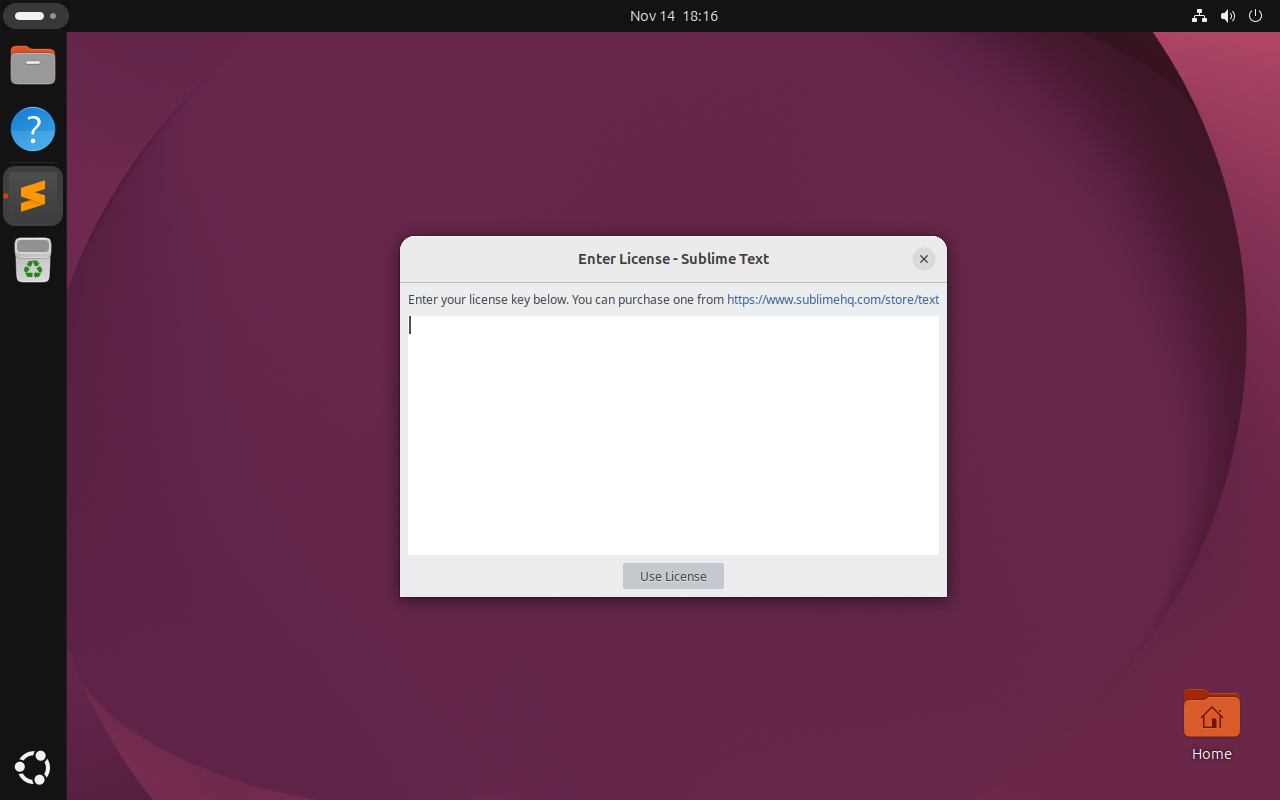 Nov 14 18:16
Enter License - Sublime Text
Enter your license key below. You can purchase one from https://www.sublimehq.com/store/text
Use License
Home